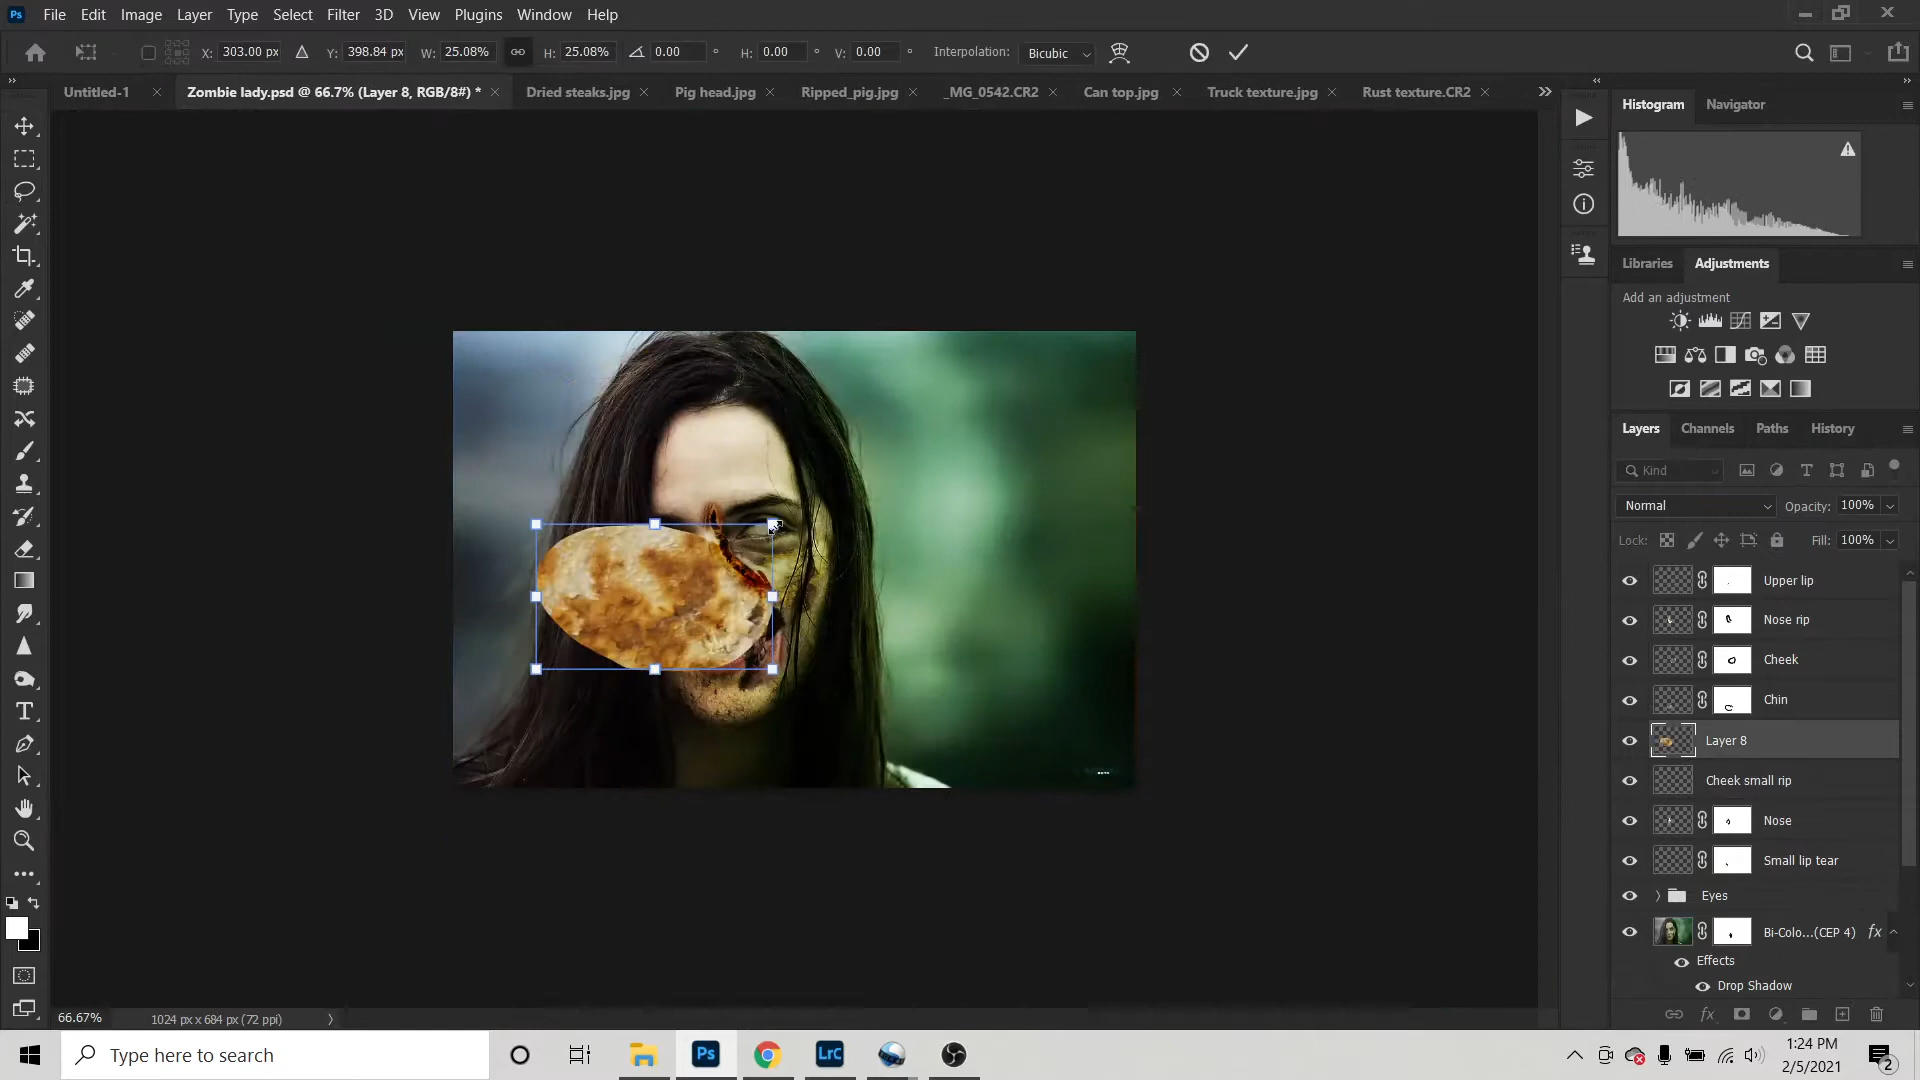 Ps File Edit Image Layer Type Select Filter 3D View Plugins Window Help
X: 303.00 px Y: 398.84 px W: 25.08% H: 25.08% 0.00 ° H: 0.00 ° V: 0.00 ° Interpolation: Bicubic
Untitled-1 × Zombie lady.psd @ 66.7% (Layer 8, RGB/8#) * × Dried steaks.jpg × Pig head.jpg × Ripped_pig.jpg × _MG_0542.CR2 × Can top.jpg × Truck texture.jpg × Rust texture.CR2 ×
Histogram Navigator
Libraries Adjustments
Add an adjustment
Layers Channels Paths History
Kind
Normal Opacity: 100%
Lock: Fill: 100%
Upper lip
Nose rip
Cheek
Chin
Layer 8
Cheek small rip
Nose
Small lip tear
Eyes
Bi-Colo...(CEP 4) fx
Effects
Drop Shadow
66.67% 1024 px x 684 px (72 ppi)
fx
Type here to search
Ps
LrC
1:24 PM
2/5/2021
2